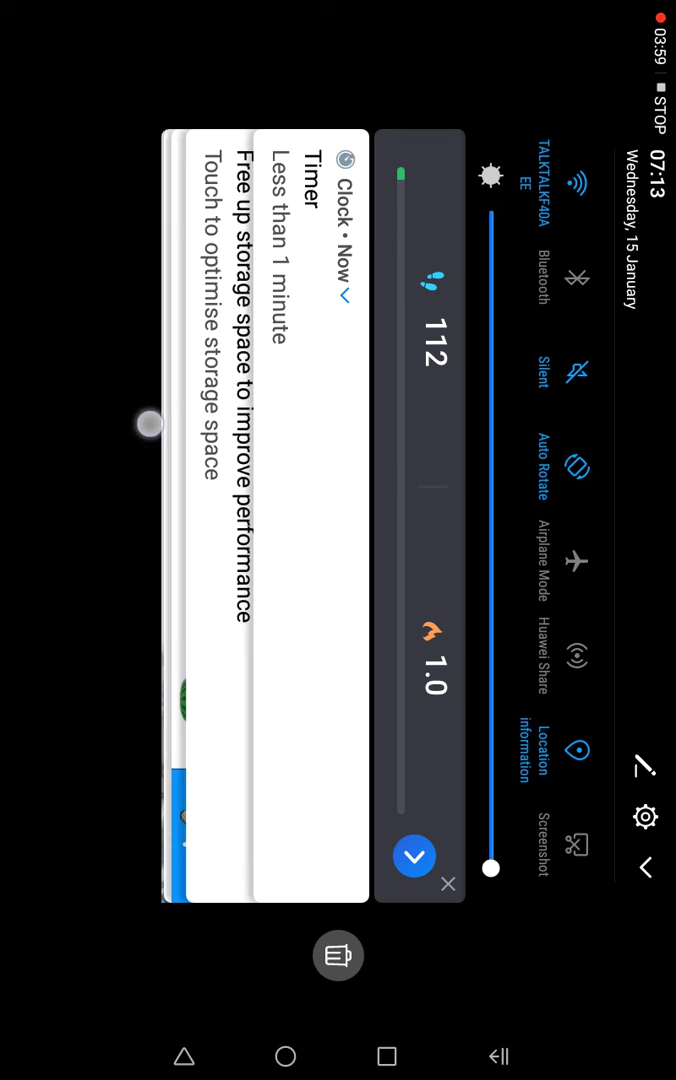 03:59 STOP
07:13
Wednesday, 15 January
TALKTALKF40A
EE
Bluetooth
Silent
Auto Rotate
Airplane Mode
Huawei Share
Location
information
Screenshot
112
1.0
Clock • Now
Timer
Less than 1 minute
Free up storage space to improve performance
Touch to optimise storage space